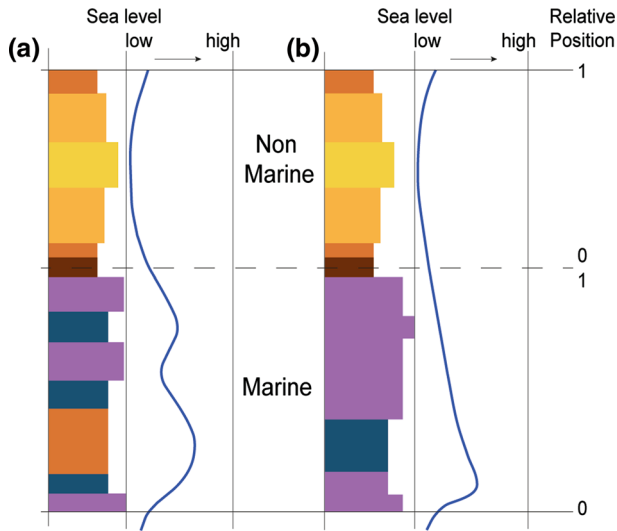 Sea level
low high
(a)
Sea level
low high
(b)
Relative
Position
1
Non
Marine
0
1
Marine
0